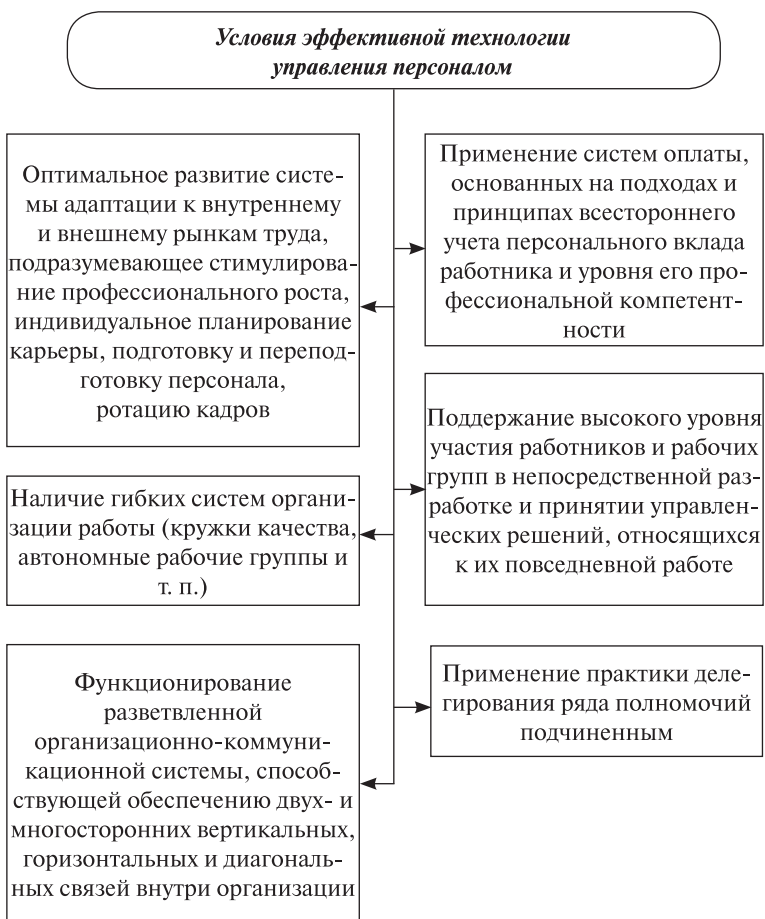 Условия эффективной технологии
управления персоналом
Оптимальное развитие систе-
мы адаптации к внутреннему
и внешнему рынкам труда,
подразумевающее стимулирова-
ние профессионального роста,
индивидуальное планирование
карьеры, подготовку и перепод-
готовку персонала,
ротацию кадров
Применение систем оплаты,
основанных на подходах и
принципах всестороннего
учета персонального вклада
работника и уровня его про-
фессиональной компетент-
ности
Наличие гибких систем органи-
зации работы (кружки качества,
автономные рабочие группы и
т. п.)
Поддержание высокого уровня
участия работников и рабочих
групп в непосредственной раз-
работке и принятии управлен-
ческих решений, относящихся
к их повседневной работе
Функционирование
разветвленной
организационно-коммуни-
кационной системы, способ-
ствующей обеспечению двух- и
многосторонних вертикальных,
горизонтальных и диагональ-
ных связей внутри организации
Применение практики деле-
гирования ряда полномочий
подчиненным